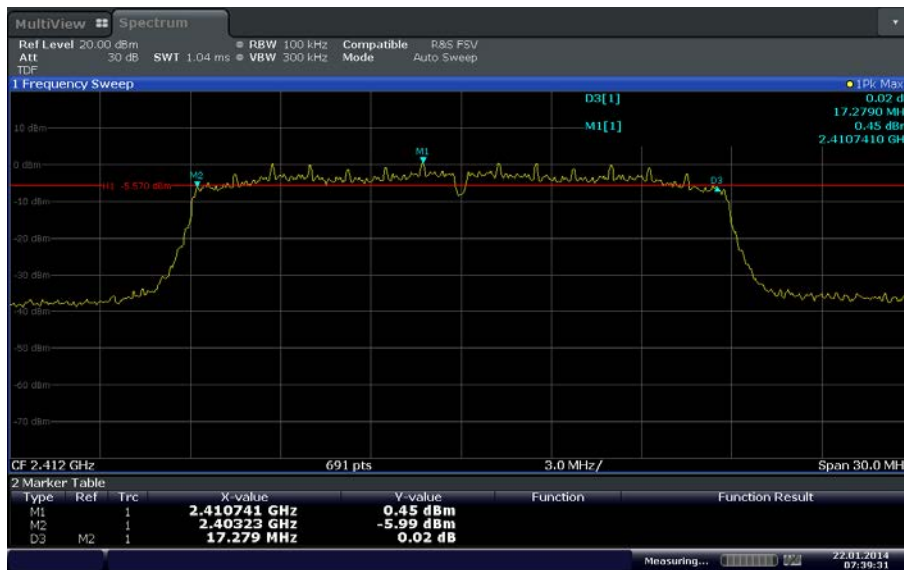 MultiView Spectrum
Ref Level 20.00 dBm RBW 100 kHz Compatible R&S FSV
Att 30 dB SWT 1.04 ms VBW 300 kHz Mode Auto Sweep
TDF
1 Frequency Sweep 1Pk Max
D3[1] 0.02 d
17.2790 MH
M1[1] 0.45 dBr
2.4107410 GH
10 dBm
M1
0 dBm
M2
H1 -5.570 dBm
D3
-10 dBm
-20 dBm
-30 dBm
-40 dBm
-50 dBm
-60 dBm
-70 dBm
CF 2.412 GHz 691 pts 3.0 MHz/ Span 30.0 MH
2 Marker Table
Type Ref Trc X-value Y-value Function Function Result
M1 1 2.410741 GHz 0.45 dBm
M2 1 2.40323 GHz -5.99 dBm
D3 M2 1 17.279 MHz 0.02 dB
Measuring... 22.01.2014
07:39:31